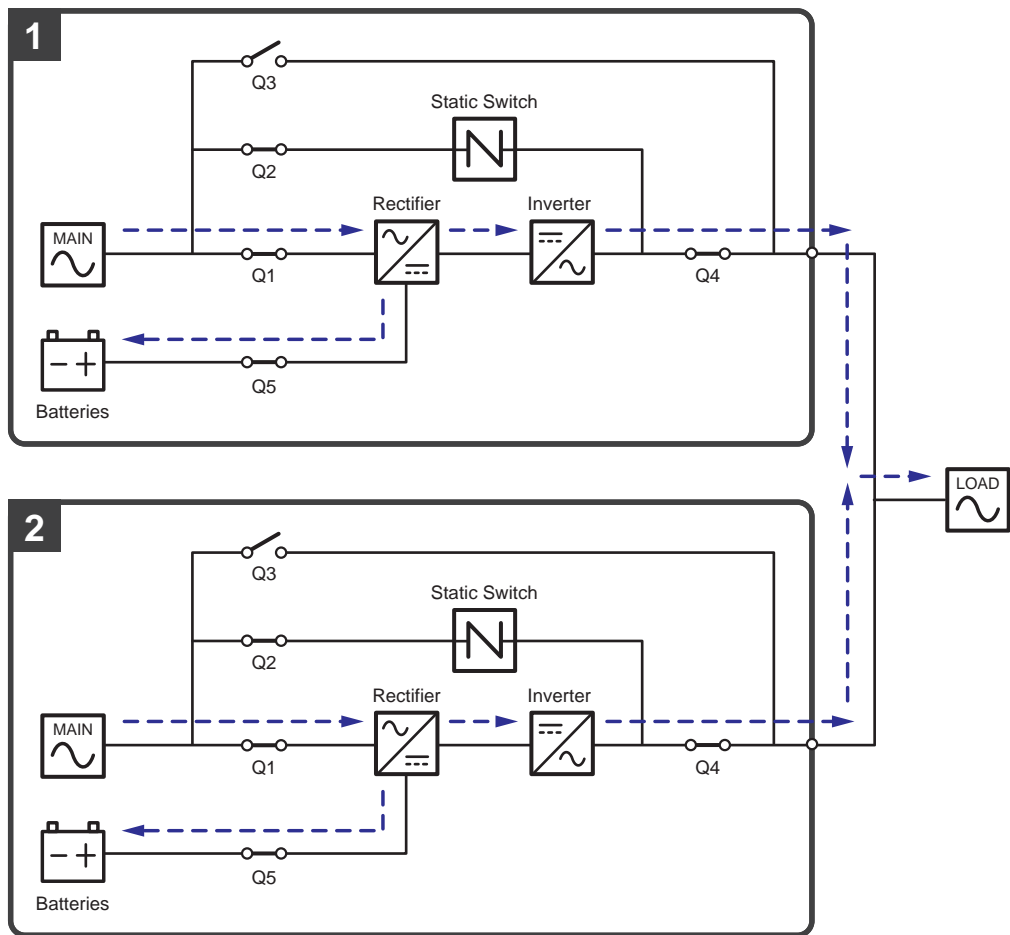 1
Q3
Static Switch
Q2
Rectifier
Inverter
MAIN
Q1
Q4
Q5
Batteries
LOAD
2
Q3
Static Switch
Q2
Rectifier
Inverter
MAIN
Q1
Q4
Q5
Batteries